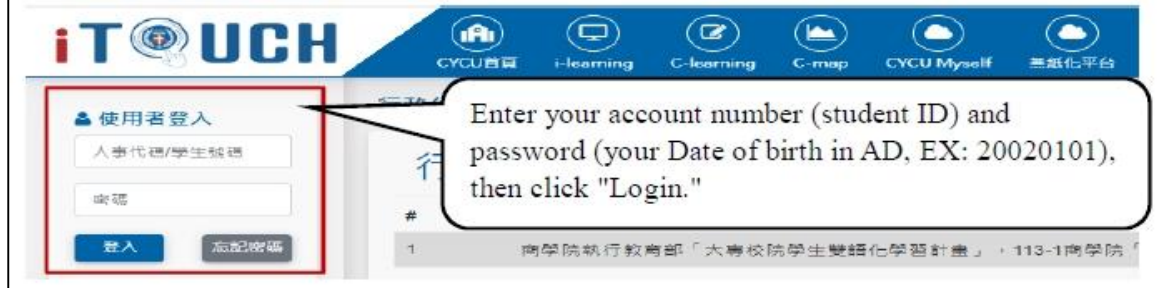 iTOUCH
CYCU首頁 i-learning C-learning C-map CYCU Myself 無紙化平台
使用者登入
人事代碼/學生號碼
密碼
登入 忘記密碼
Enter your account number (student ID) and
password (your Date of birth in AD, EX: 20020101),
then click "Login."
行
#
1 商學院執行教育部「大專校院學生雙語化學習計畫」，113-1商學院「